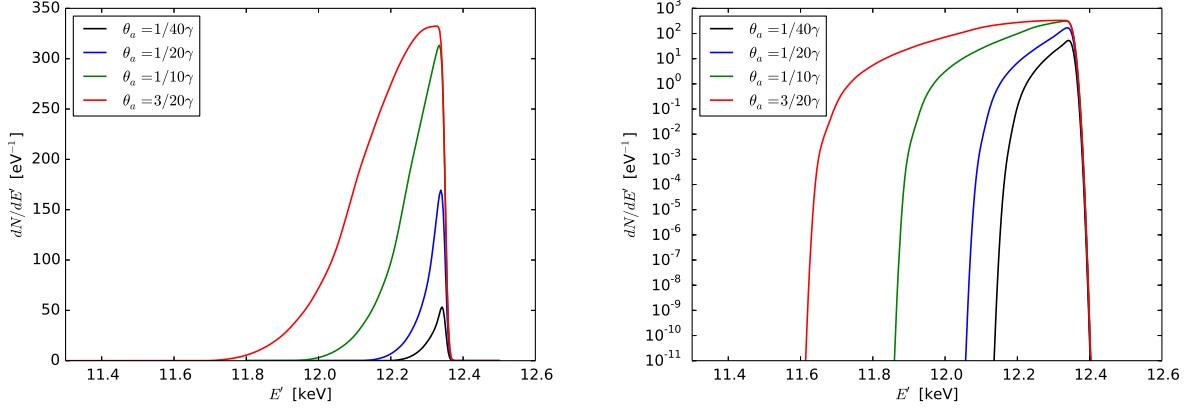 350
300
250
200
150
100
50
0
dN/dE′ [eV⁻¹]
θₐ =1/40γ
θₐ =1/20γ
θₐ =1/10γ
θₐ =3/20γ
11.4 11.6 11.8 12.0 12.2 12.4 12.6
E′ [keV]
10³
10²
10¹
10⁰
10⁻¹
10⁻²
10⁻³
10⁻⁴
10⁻⁵
10⁻⁶
10⁻⁷
10⁻⁸
10⁻⁹
10⁻¹⁰
10⁻¹¹
dN/dE′ [eV⁻¹]
θₐ =1/40γ
θₐ =1/20γ
θₐ =1/10γ
θₐ =3/20γ
11.4 11.6 11.8 12.0 12.2 12.4 12.6
E′ [keV]